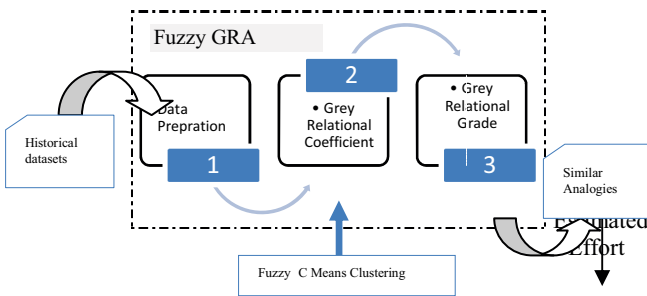 Fuzzy GRA
Historical
datasets
Data
Prepration
1
2
• Grey
Relational
Coefficient
• Grey
Relational
Grade
3
Similar
Analogies
Estimated
Effort
Fuzzy C Means Clustering